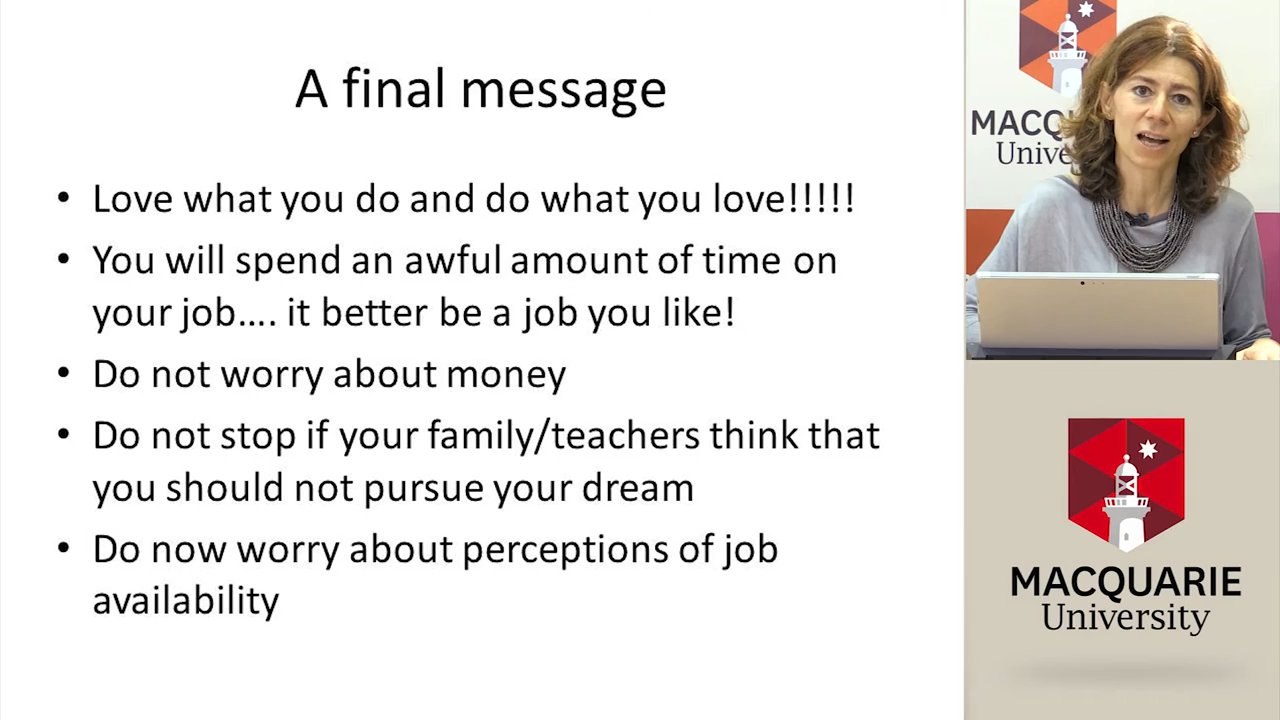 A final message
• Love what you do and do what you love!!!!!
• You will spend an awful amount of time on
your job…. it better be a job you like!
• Do not worry about money
• Do not stop if your family/teachers think that
you should not pursue your dream
• Do now worry about perceptions of job
availability
MACQU
Unive
MACQUARIE
University